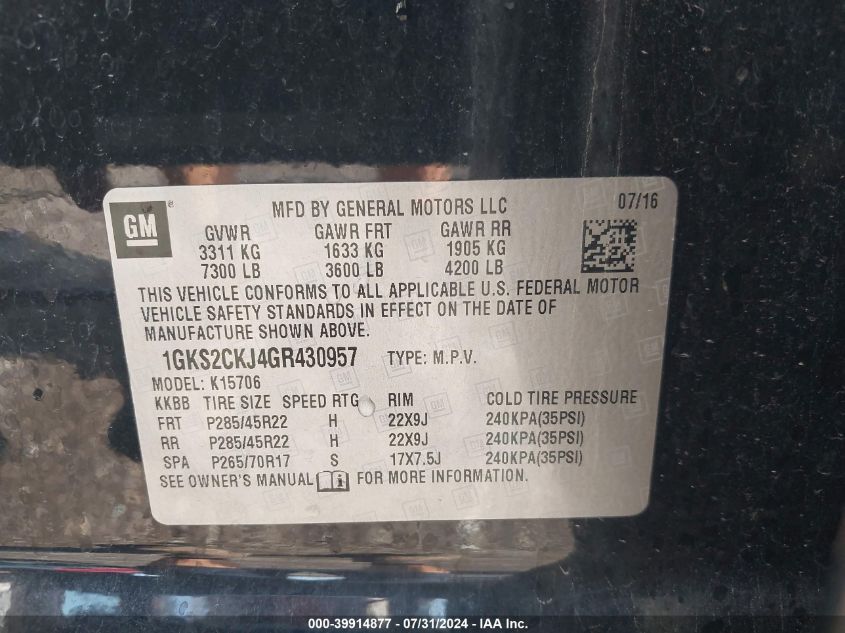 GM ® MFD BY GENERAL MOTORS LLC 07/16
GVWR GAWR FRT GAWR RR
3311 KG 1633 KG 1905 KG
7300 LB 3600 LB 4200 LB
THIS VEHICLE CONFORMS TO ALL APPLICABLE U.S. FEDERAL MOTOR
VEHICLE SAFETY STANDARDS IN EFFECT ON THE DATE OF
MANUFACTURE SHOWN ABOVE.
1GKS2CKJ4GR430957 TYPE: M.P.V.
MODEL: K15706
KKBB TIRE SIZE SPEED RTG RIM COLD TIRE PRESSURE
FRT P285/45R22 H 22X9J 240KPA(35PSI)
RR P285/45R22 H 22X9J 240KPA(35PSI)
SPA P265/70R17 S 17X7.5J 240KPA(35PSI)
SEE OWNER'S MANUAL FOR MORE INFORMATION.
000-39914877 - 07/31/2024 - IAA Inc.